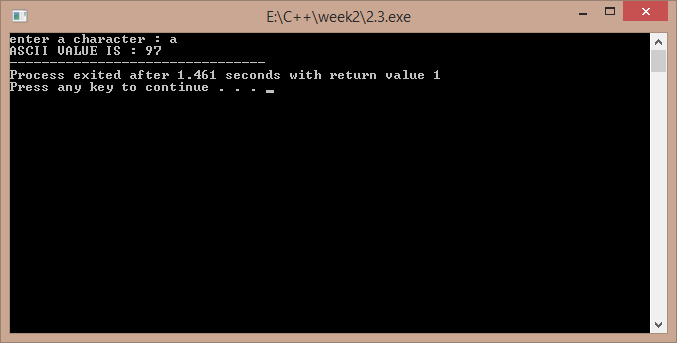 E:\C++\week2\2.3.exe
enter a character : a
ASCII VALUE IS : 97
--------------------------------
Process exited after 1.461 seconds with return value 1
Press any key to continue . . .